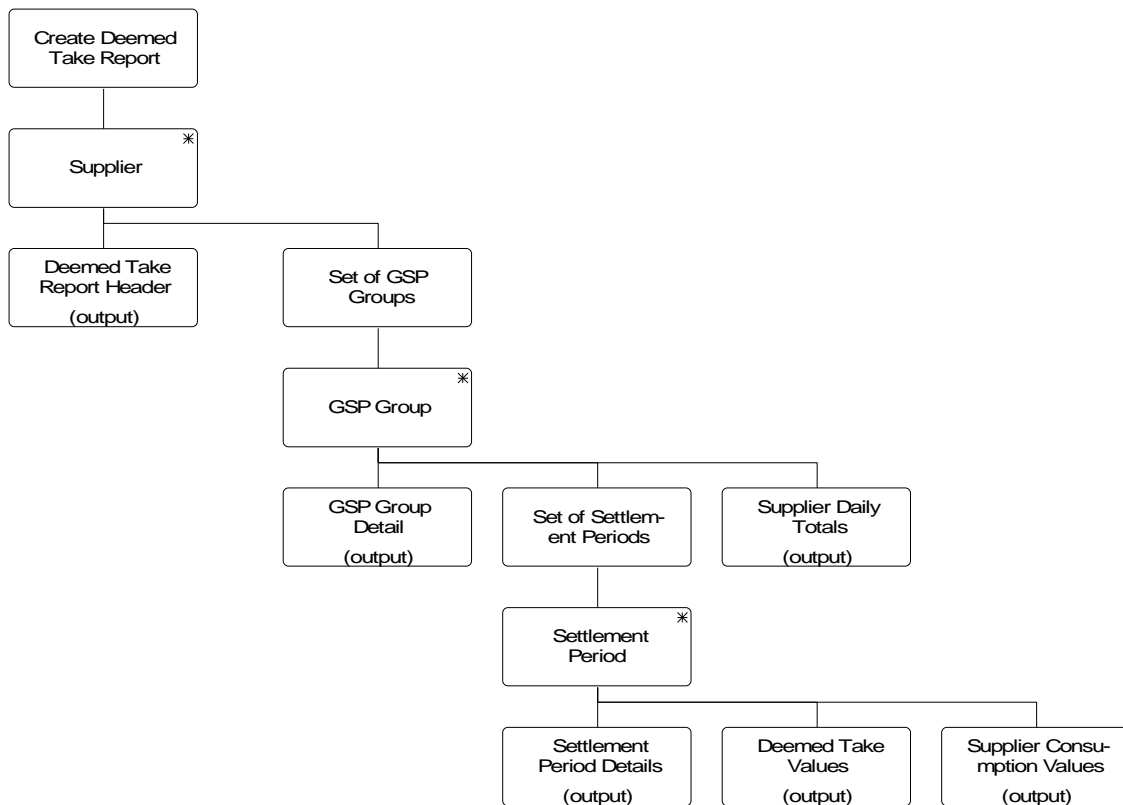 Create Deemed
Take Report
*
Supplier
Deemed Take
Report Header
(output)
Set of GSP
Groups
*
GSP Group
GSP Group
Detail
(output)
Set of Settlem-
ent Periods
Supplier Daily
Totals
(output)
*
Settlement
Period
Settlement
Period Details
(output)
Deemed Take
Values
(output)
Supplier Consu-
mption Values
(output)